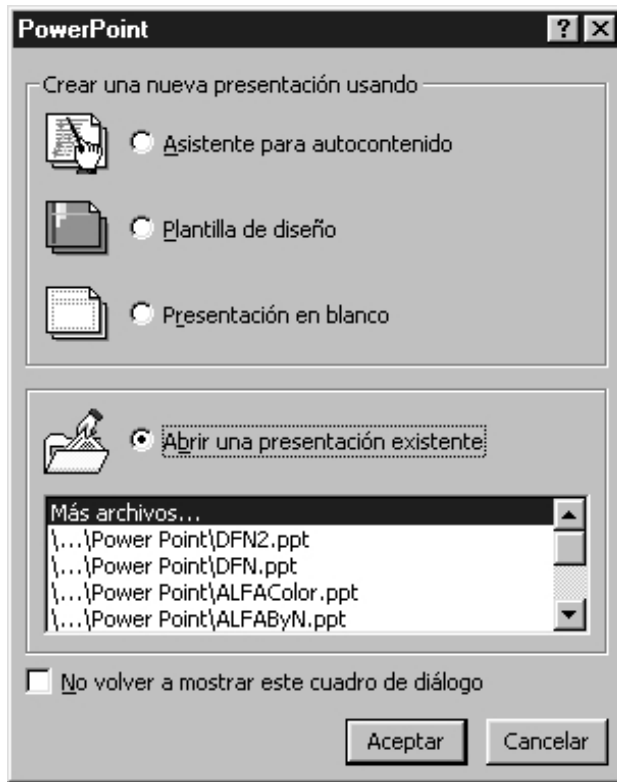 PowerPoint
Crear una nueva presentación usando
Asistente para autocontenido
Plantilla de diseño
Presentación en blanco
Abrir una presentación existente
Más archivos...
\...\Power Point\DFN2.ppt
\...\Power Point\DFN.ppt
\...\Power Point\ALFAColor.ppt
\...\Power Point\ALFAByN.ppt
No volver a mostrar este cuadro de diálogo
Aceptar Cancelar